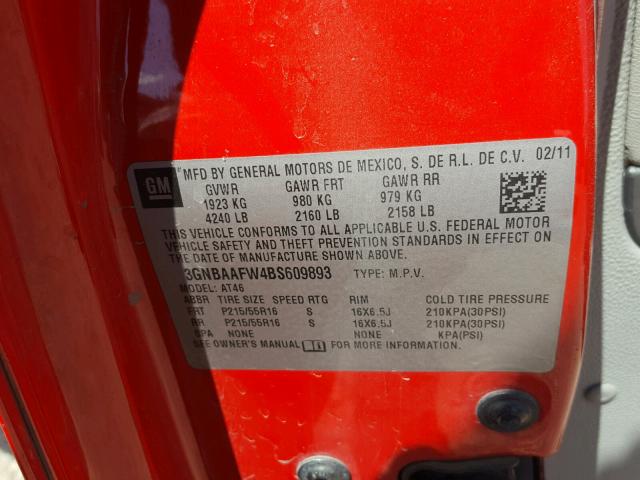 GM
"MFD BY GENERAL MOTORS DE MEXICO, S. DE R.L. DE C.V. 02/11
GVWR GAWR FRT GAWR RR
1923 KG 980 KG 979 KG
4240 LB 2160 LB 2158 LB
THIS VEHICLE CONFORMS TO ALL APPLICABLE U.S. FEDERAL MOTOR
VEHICLE SAFETY AND THEFT PREVENTION STANDARDS IN EFFECT ON
THE DATE OF MANUFACTURE SHOWN ABOVE.
3GNBAAFW4BS609893 TYPE: M.P.V.
MODEL: AT46
ABBR TIRE SIZE SPEED RTG RIM COLD TIRE PRESSURE
FRT P215/55R16 S 16X6.5J 210KPA(30PSI)
RR P215/55R16 S 16X6.5J 210KPA(30PSI)
SPA NONE NONE KPA(PSI)
SEE OWNER'S MANUAL FOR MORE INFORMATION.